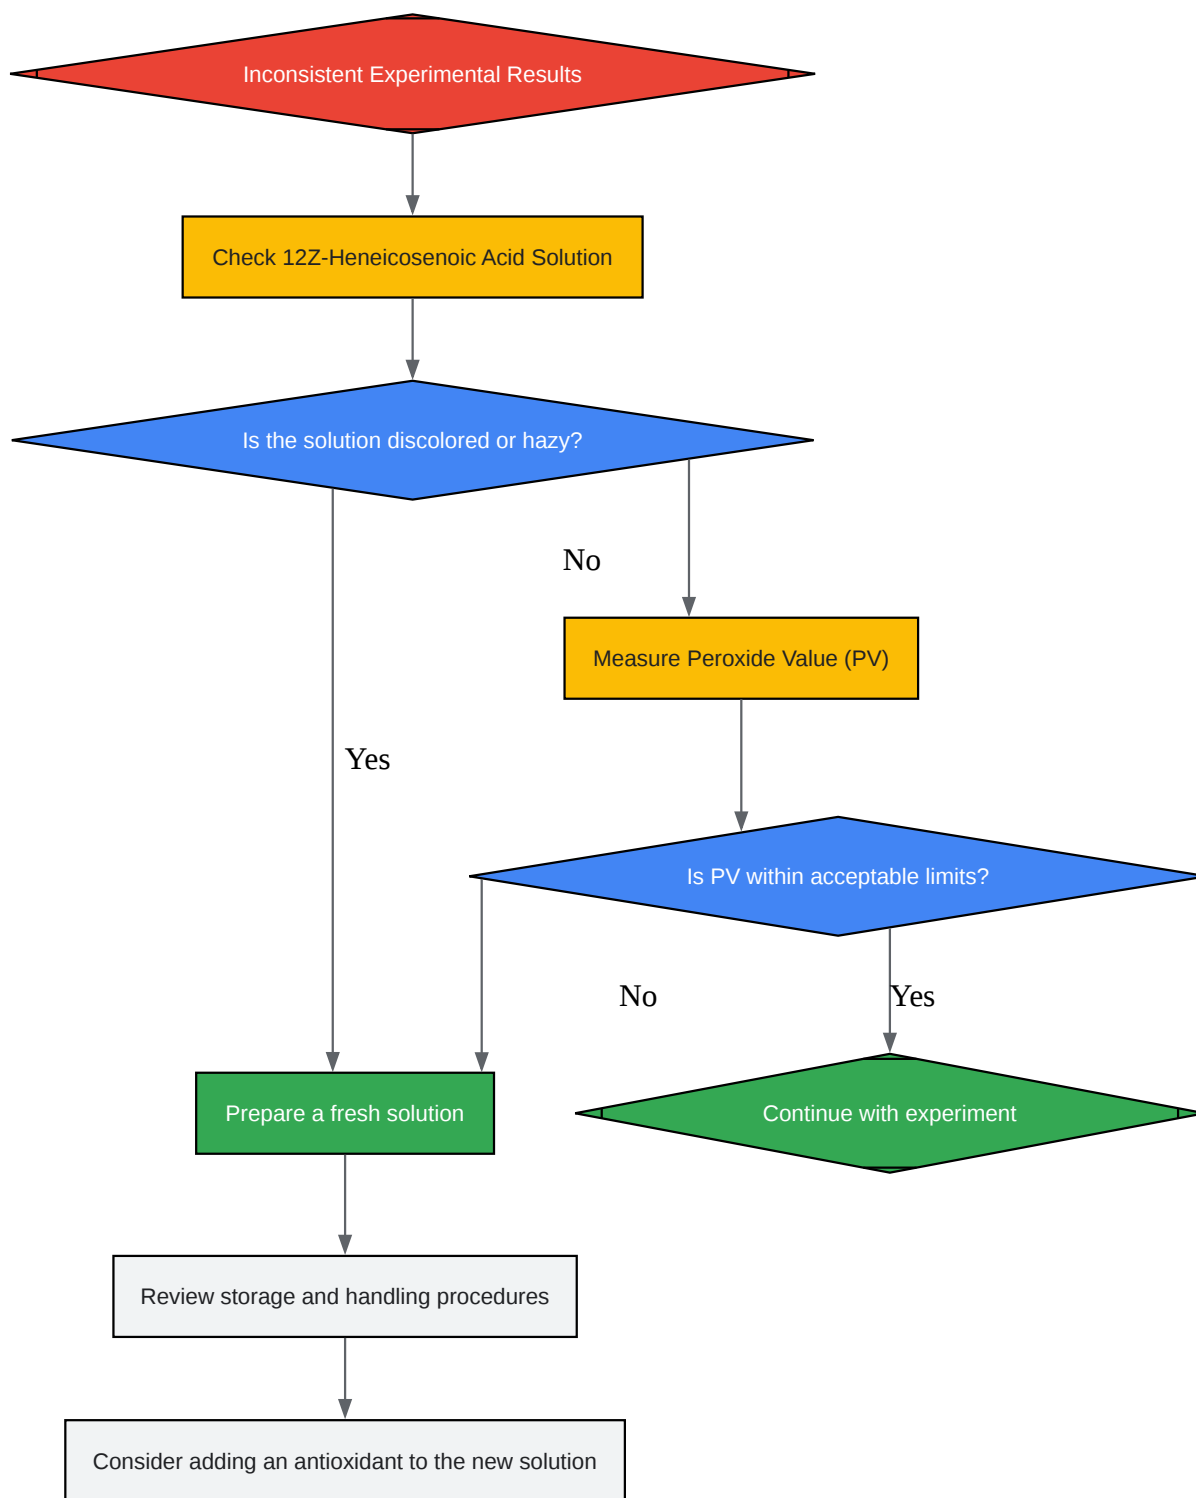 Inconsistent Experimental Results
Check 12Z-Heneicosenoic Acid Solution
Is the solution discolored or hazy?
No
Measure Peroxide Value (PV)
Yes
Is PV within acceptable limits?
No
Yes
Prepare a fresh solution
Continue with experiment
Review storage and handling procedures
Consider adding an antioxidant to the new solution